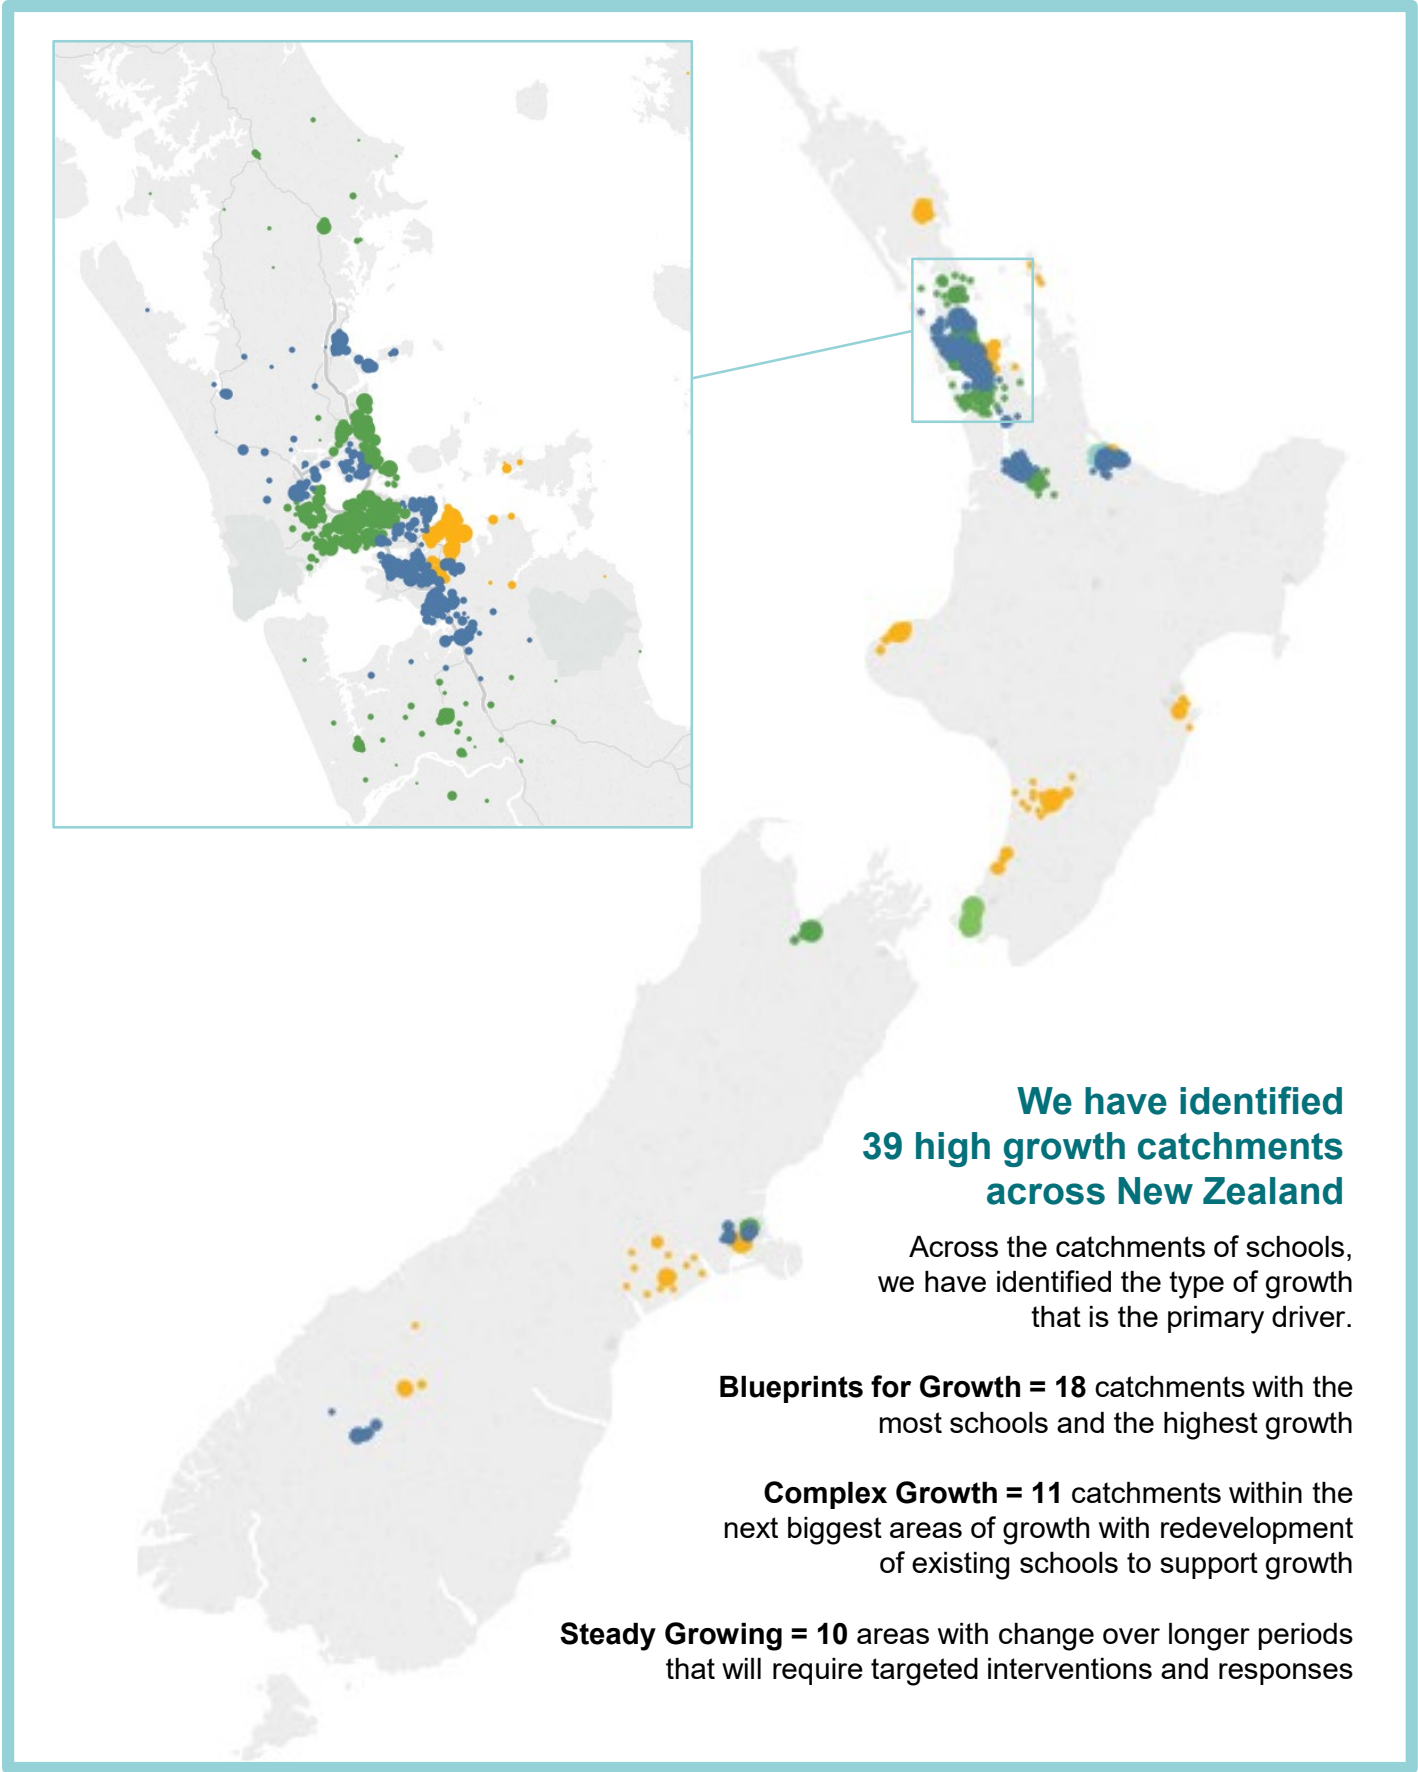 We have identified
39 high growth catchments
across New Zealand
Across the catchments of schools,
we have identified the type of growth
that is the primary driver.
Blueprints for Growth = 18 catchments with the
most schools and the highest growth
Complex Growth = 11 catchments within the
next biggest areas of growth with redevelopment
of existing schools to support growth
Steady Growing = 10 areas with change over longer periods
that will require targeted interventions and responses